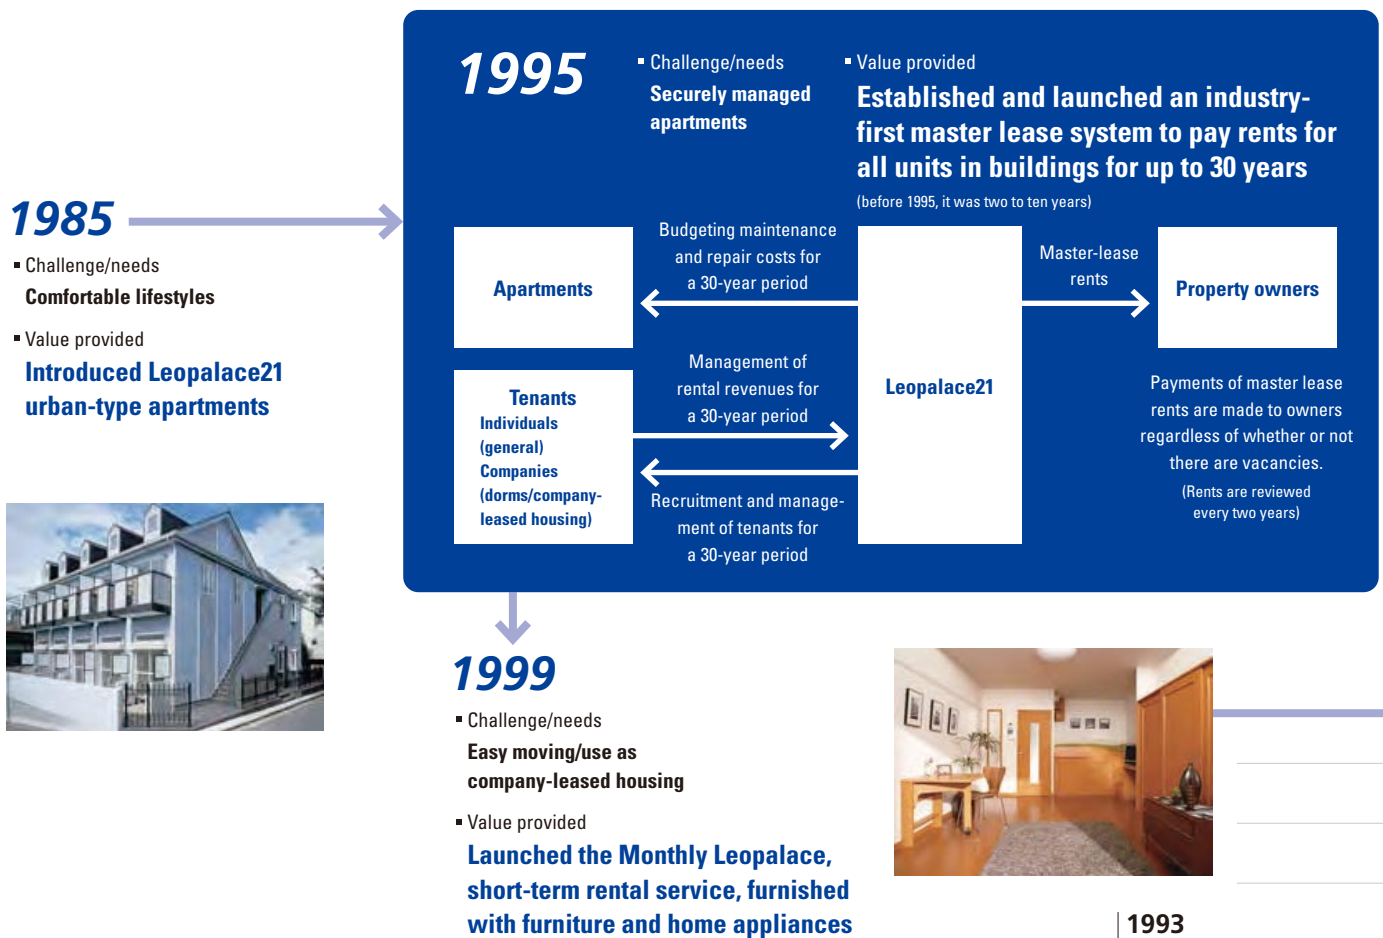 1985
▪ Challenge/needs
Comfortable lifestyles
▪ Value provided
Introduced Leopalace21
urban-type apartments
1995
▪ Challenge/needs
Securely managed
apartments
▪ Value provided
Established and launched an industry-
first master lease system to pay rents for
all units in buildings for up to 30 years
(before 1995, it was two to ten years)
Apartments
Budgeting maintenance
and repair costs for
a 30-year period
Tenants
Individuals
(general)
Companies
(dorms/company-
leased housing)
Management of
rental revenues for
a 30-year period
Recruitment and manage-
ment of tenants for
a 30-year period
Leopalace21
Master-lease
rents
Property owners
Payments of master lease
rents are made to owners
regardless of whether or not
there are vacancies.
(Rents are reviewed
every two years)
1999
▪ Challenge/needs
Easy moving/use as
company-leased housing
▪ Value provided
Launched the Monthly Leopalace,
short-term rental service, furnished
with furniture and home appliances
1993